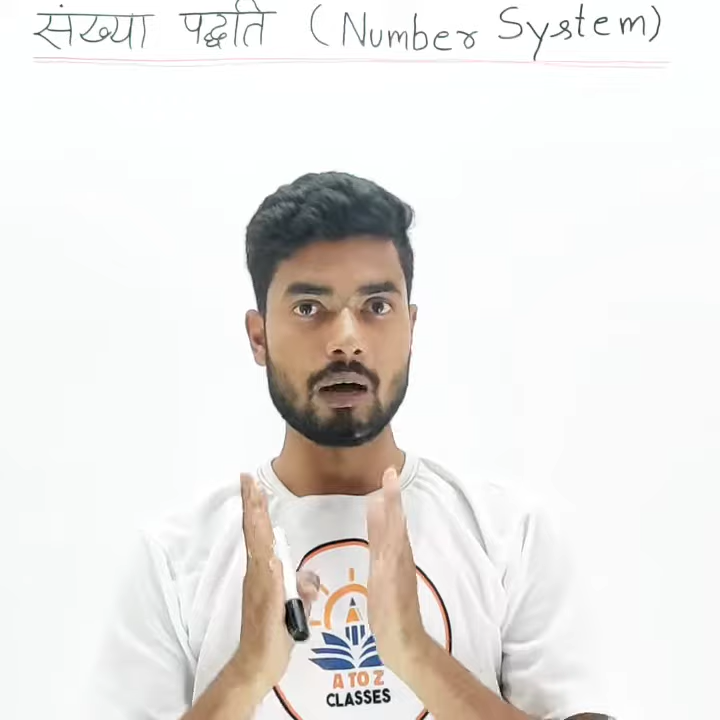 संख्या पद्धति (Number System)
A TO Z
CLASSES